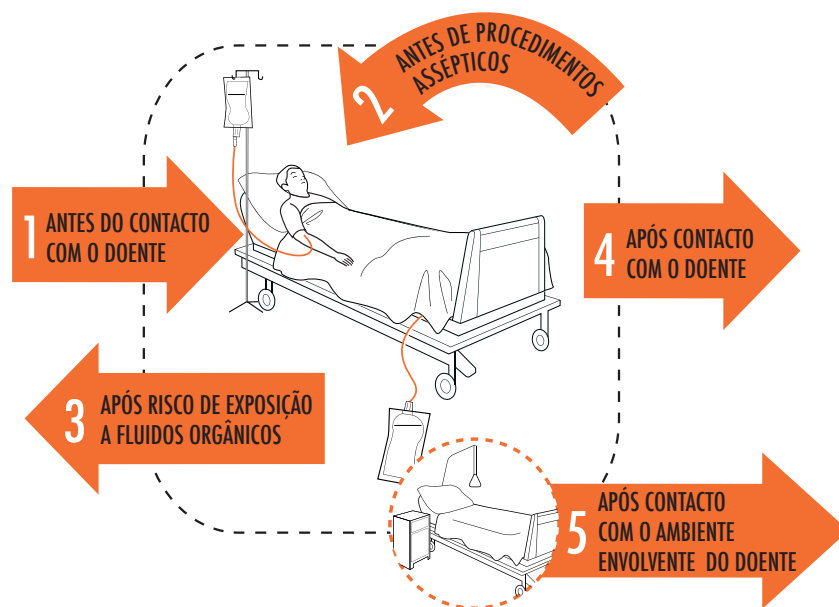 1 ANTES DO CONTACTO
COM O DOENTE
2 ANTES DE PROCEDIMENTOS
ASSÉPTICOS
3 APÓS RISCO DE EXPOSIÇÃO
A FLUIDOS ORGÂNICOS
4 APÓS CONTACTO
COM O DOENTE
5 APÓS CONTACTO
COM O AMBIENTE
ENVOLVENTE DO DOENTE